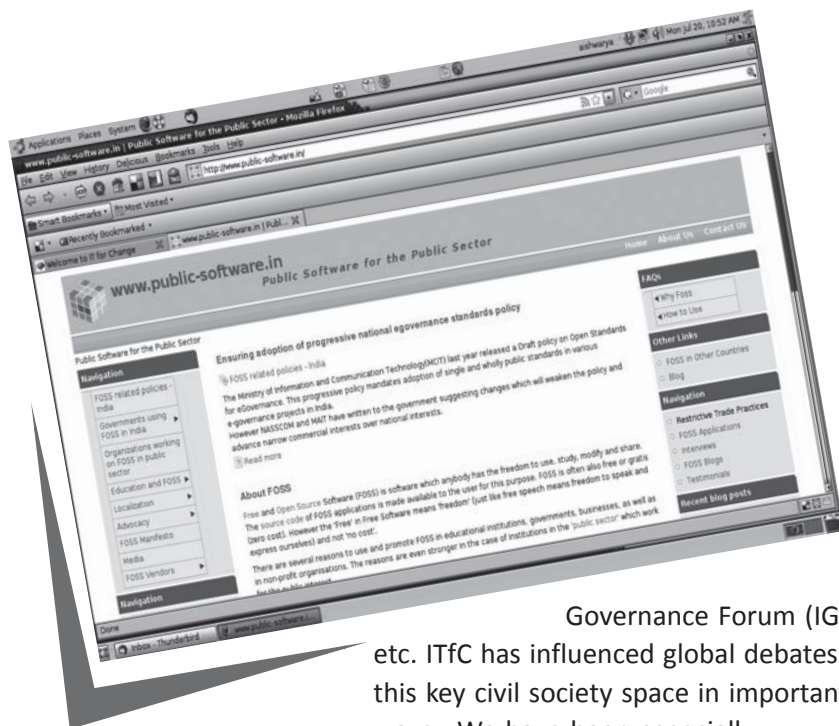 aishwarya
Mon Jul 20, 10:52 AM
Applications Places System
www.public-software.in | Public Software for the Public Sector - Mozilla Firefox
File Edit View History Delicious Bookmarks Tools Help
http://www.public-software.in/
Google
Smart Bookmarks Most Visited
Recently Bookmarked
Welcome to IT for Change
www.public-software.in | Publ...
www.public-software.in
Public Software for the Public Sector
Home About Us Contact Us
Public Software for the Public Sector
Navigation
FOSS related policies - India
Governments using FOSS in India
Organizations working on FOSS in public sector
Education and FOSS
Localization
Advocacy
FOSS Manifesto
Media
FOSS Vendors
Navigation
Ensuring adoption of progressive national egovernance standards policy
FOSS related policies - India
The Ministry of Information and Communication Technology(MCIT) last year released a Draft policy on Open Standards
for eGovernance. This progressive policy mandates adoption of single and wholly public standards in various
e-governance projects in India.
However NASSCOM and MAIT have written to the government suggesting changes which will weaken the policy and
advance narrow commercial interests over national interests.
Read more
About FOSS
Free and Open Source Software (FOSS) is software which anybody has the freedom to use, study, modify and share.
The source code of FOSS applications is made available to the user for this purpose. FOSS is often also free or gratis
(zero cost). However the 'Free' in Free Software means 'freedom' (just like free speech means freedom to speak and
express ourselves) and not 'no cost'.
There are several reasons to use and promote FOSS in educational institutions, governments, businesses, as well as
in non-profit organisations. The reasons are even stronger in the case of institutions in the 'public sector' which work
for the public interest.
FAQs
Why Foss
How to Use
Other Links
FOSS in Other Countries
Blog
Navigation
Restrictive Trade Practices
FOSS Applications
Interviews
FOSS Blogs
Testimonials
Recent blog posts
Done
Inbox - Thunderbird
Governance Forum (IG
etc. ITfC has influenced global debates
this key civil society space in importan